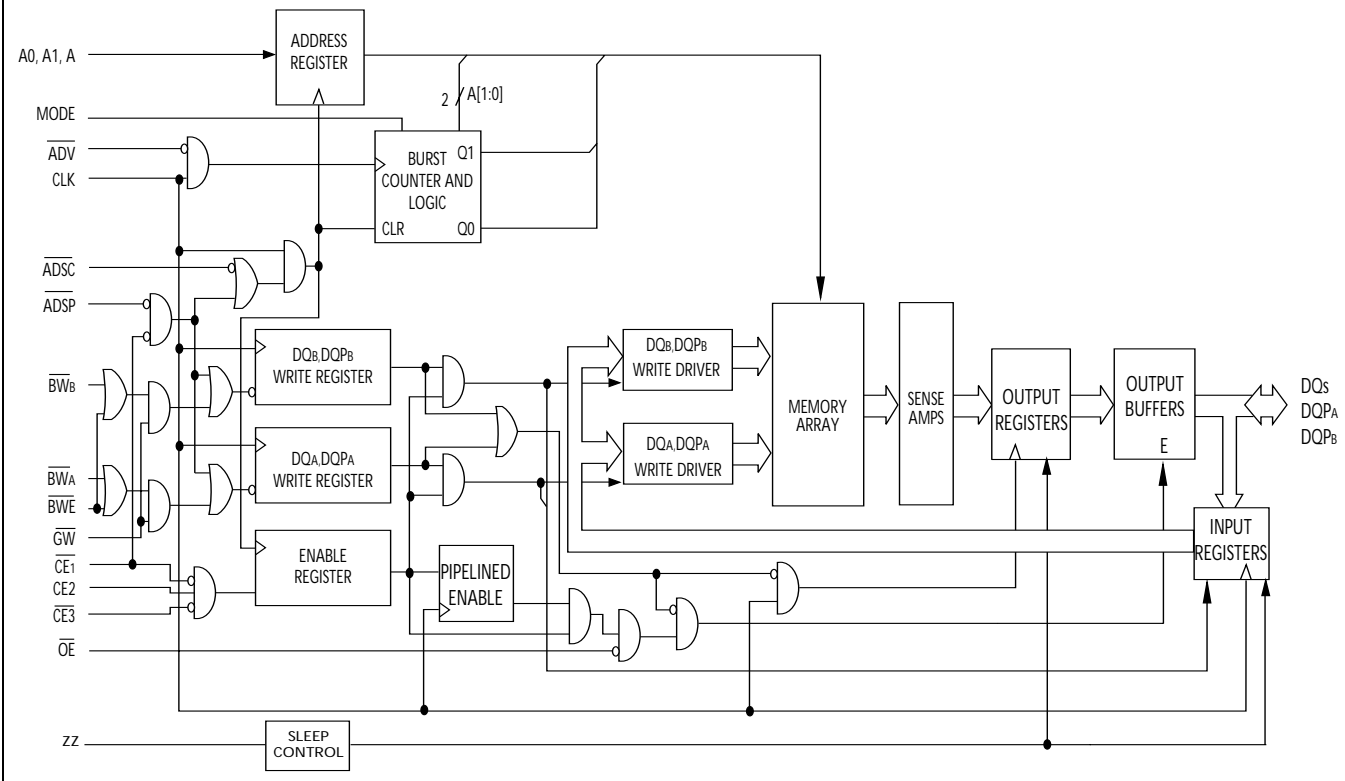 A0, A1, A
ADDRESS
REGISTER
2
A[1:0]
MODE
ADV
CLK
BURST
COUNTER AND
LOGIC
Q1
CLR
Q0
ADSC
ADSP
DQB,DQPB
WRITE REGISTER
DQB,DQPB
WRITE DRIVER
BWB
MEMORY
ARRAY
SENSE
AMPS
OUTPUT
REGISTERS
OUTPUT
BUFFERS
E
DQs
DQPA
DQPB
DQA,DQPA
WRITE REGISTER
DQA,DQPA
WRITE DRIVER
BWA
BWE
GW
CE1
CE2
CE3
OE
ENABLE
REGISTER
PIPELINED
ENABLE
INPUT
REGISTERS
ZZ
SLEEP
CONTROL